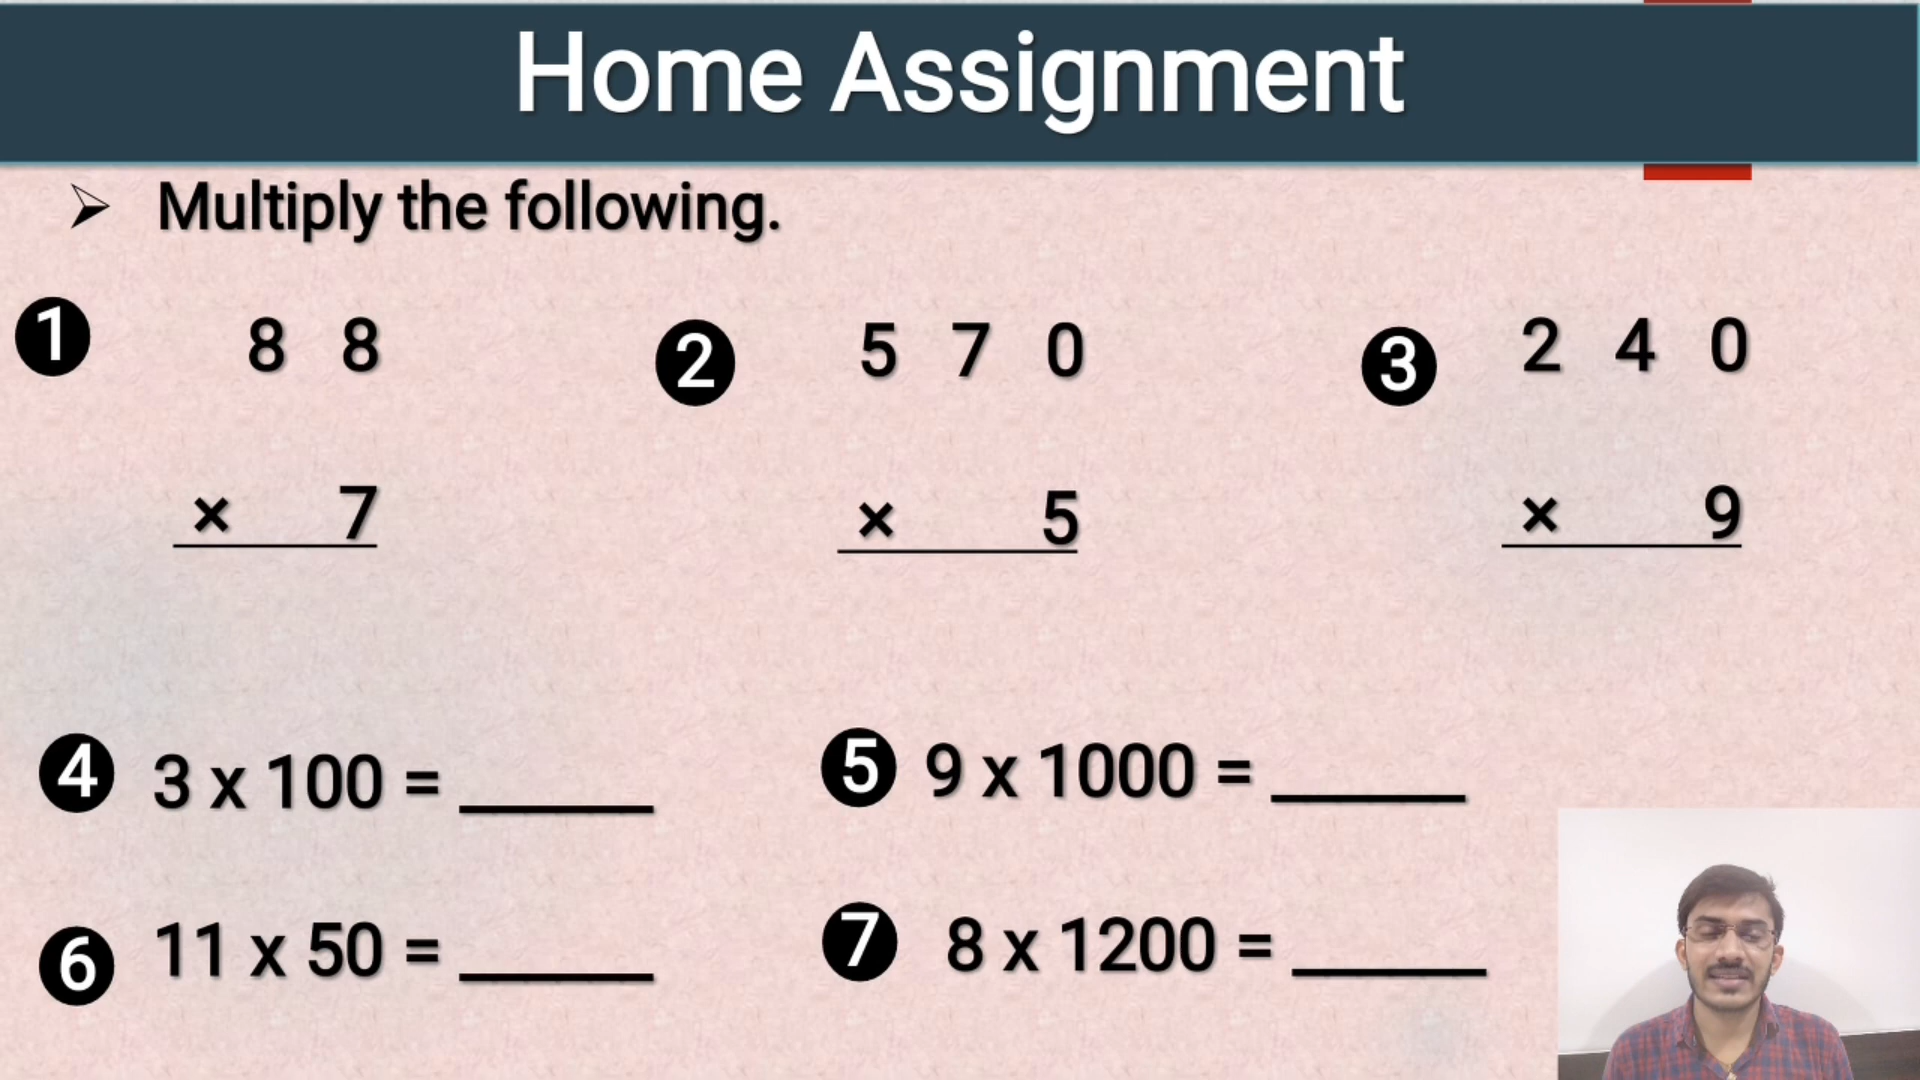 Home Assignment
➢ Multiply the following.
1 8 8
× 7
2 5 7 0
× 5
3 2 4 0
× 9
4 3 x 100 = ______
5 9 x 1000 = ______
6 11 x 50 = ______
7 8 x 1200 = ______